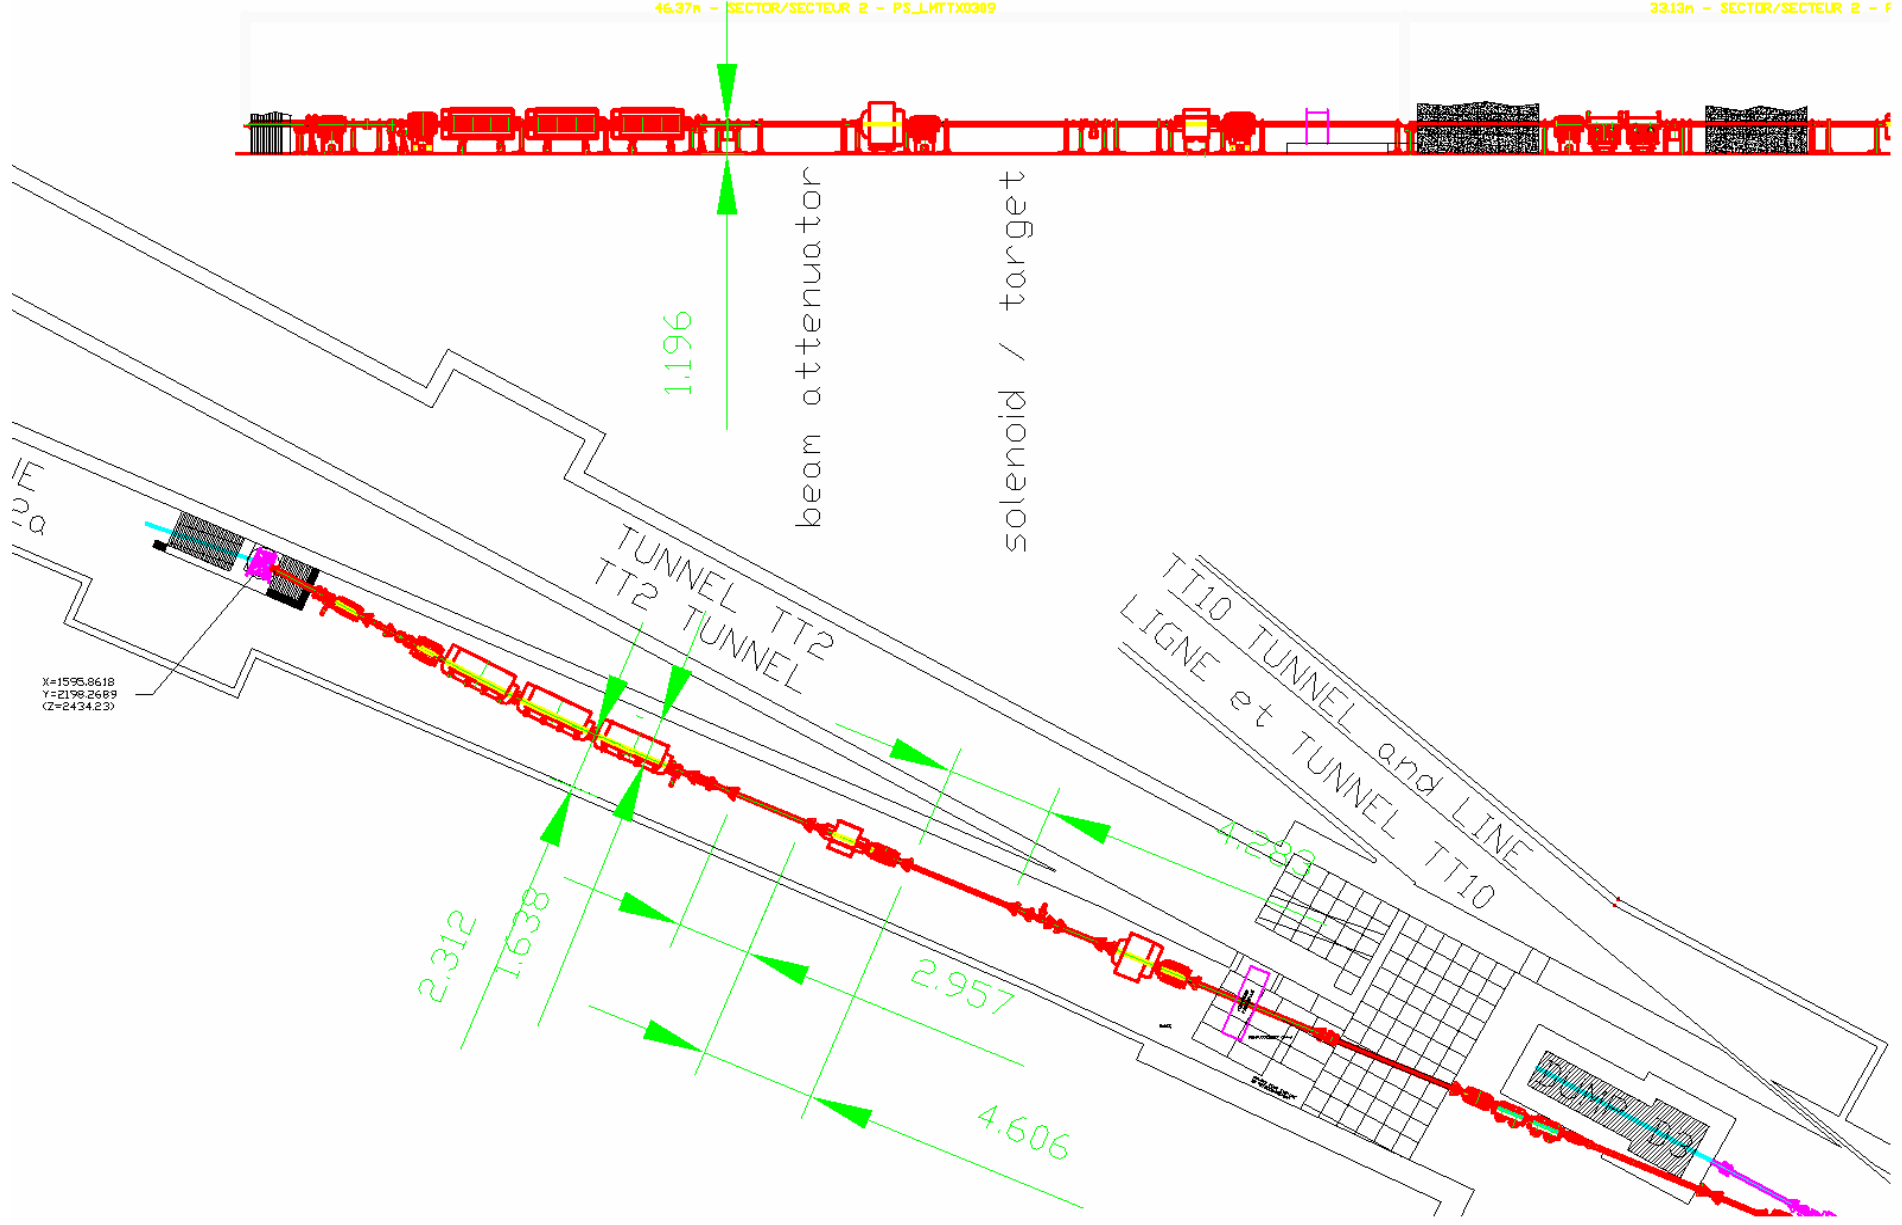 46.37m - SECTOR/SECTEUR 2 - PS_LMTTX0309
33.13m - SECTOR/SECTEUR 2 - P
beam attenuator
solenoid / target
1.196
E
2a
TUNNEL TT2
TT2 TUNNEL
TT10 TUNNEL and LINE
LIGNE et TUNNEL TT10
X=1595.8618
Y=2198.2689
(Z=2434.23)
4.283
2.312
1.638
2.957
4.606
DUMP D3